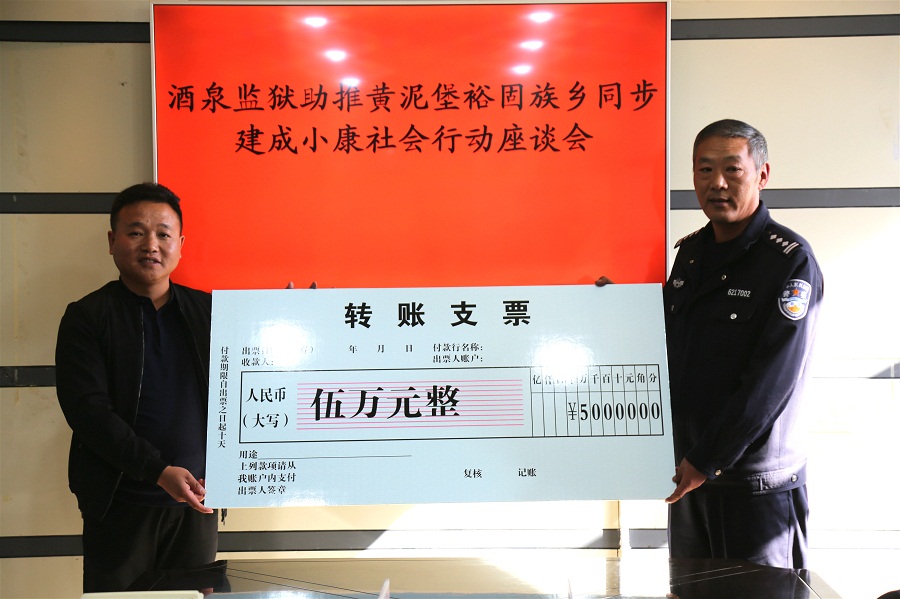 酒泉监狱助推黄泥堡裕固族乡同步
建成小康社会行动座谈会
转账支票
年 月 日 付款行名称:
收款人: 出票人账户:
付款期限自出票之日起十天
人民币
(大写)
伍万元整
亿 千 百 十 万 千 百 十 元 角 分
¥5000000
用途
上列款项请从
我账户内支付
出票人签章
复核 记账
6217002